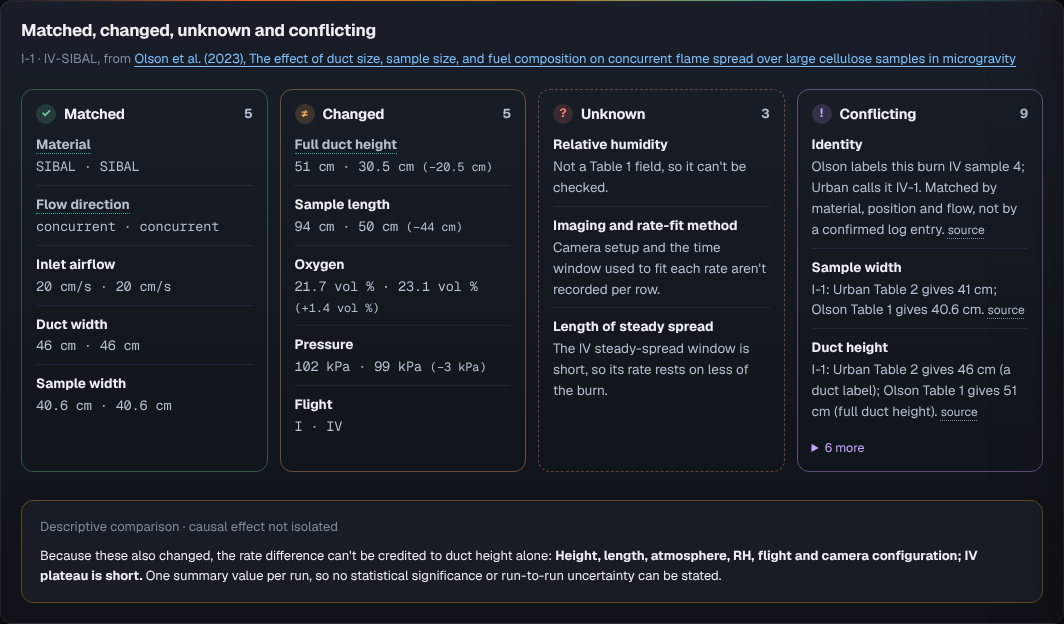 Matched, changed, unknown and conflicting
I-1 · IV-SIBAL, from Olson et al. (2023), The effect of duct size, sample size, and fuel composition on concurrent flame spread over large cellulose samples in microgravity
✓ Matched 5
Material
SIBAL · SIBAL
Flow direction
concurrent · concurrent
Inlet airflow
20 cm/s · 20 cm/s
Duct width
46 cm · 46 cm
Sample width
40.6 cm · 40.6 cm
≠ Changed 5
Full duct height
51 cm · 30.5 cm (−20.5 cm)
Sample length
94 cm · 50 cm (−44 cm)
Oxygen
21.7 vol % · 23.1 vol %
(+1.4 vol %)
Pressure
102 kPa · 99 kPa (−3 kPa)
Flight
I · IV
? Unknown 3
Relative humidity
Not a Table 1 field, so it can't be
checked.
Imaging and rate-fit method
Camera setup and the time
window used to fit each rate aren't
recorded per row.
Length of steady spread
The IV steady-spread window is
short, so its rate rests on less of
the burn.
! Conflicting 9
Identity
Olson labels this burn IV sample 4;
Urban calls it IV-1. Matched by
material, position and flow, not by
a confirmed log entry. source
Sample width
I-1: Urban Table 2 gives 41 cm;
Olson Table 1 gives 40.6 cm. source
Duct height
I-1: Urban Table 2 gives 46 cm (a
duct label); Olson Table 1 gives 51
cm (full duct height). source
▶ 6 more
Descriptive comparison · causal effect not isolated
Because these also changed, the rate difference can't be credited to duct height alone: Height, length, atmosphere, RH, flight and camera configuration; IV
plateau is short. One summary value per run, so no statistical significance or run-to-run uncertainty can be stated.